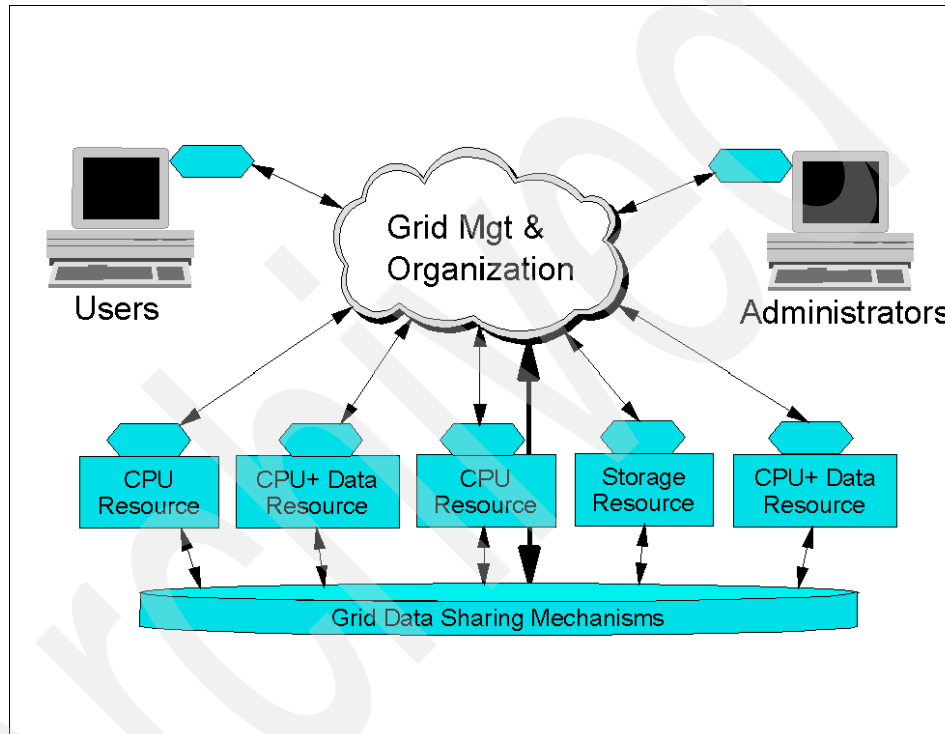 Grid Mgt &
Organization
Users
Administrators
CPU
Resource
CPU+ Data
Resource
CPU
Resource
Storage
Resource
CPU+ Data
Resource
Grid Data Sharing Mechanisms
Archived